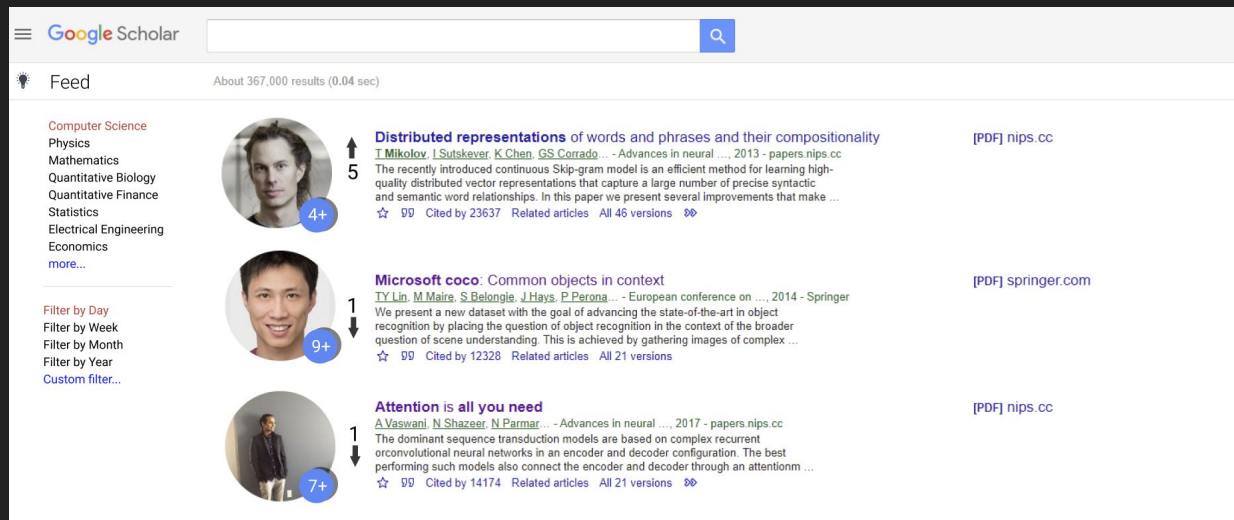 Google Scholar
Feed
About 367,000 results (0.04 sec)
Computer Science
Physics
Mathematics
Quantitative Biology
Quantitative Finance
Statistics
Electrical Engineering
Economics
more...
Filter by Day
Filter by Week
Filter by Month
Filter by Year
Custom filter...
4+
5
Distributed representations of words and phrases and their compositionality
[PDF] nips.cc
T Mikolov, I Sutskever, K Chen, GS Corrado... - Advances in neural ..., 2013 - papers.nips.cc
The recently introduced continuous Skip-gram model is an efficient method for learning high-
quality distributed vector representations that capture a large number of precise syntactic
and semantic word relationships. In this paper we present several improvements that make ...
Cited by 23637 Related articles All 46 versions
9+
1
Microsoft coco: Common objects in context
[PDF] springer.com
TY Lin, M Maire, S Belongie, J Hays, P Perona... - European conference on ..., 2014 - Springer
We present a new dataset with the goal of advancing the state-of-the-art in object
recognition by placing the question of object recognition in the context of the broader
question of scene understanding. This is achieved by gathering images of complex ...
Cited by 12328 Related articles All 21 versions
7+
1
Attention is all you need
[PDF] nips.cc
A Vaswani, N Shazeer, N Parmar... - Advances in neural ..., 2017 - papers.nips.cc
The dominant sequence transduction models are based on complex recurrent
orconvolutional neural networks in an encoder and decoder configuration. The best
performing such models also connect the encoder and decoder through an attentionm ...
Cited by 14174 Related articles All 21 versions